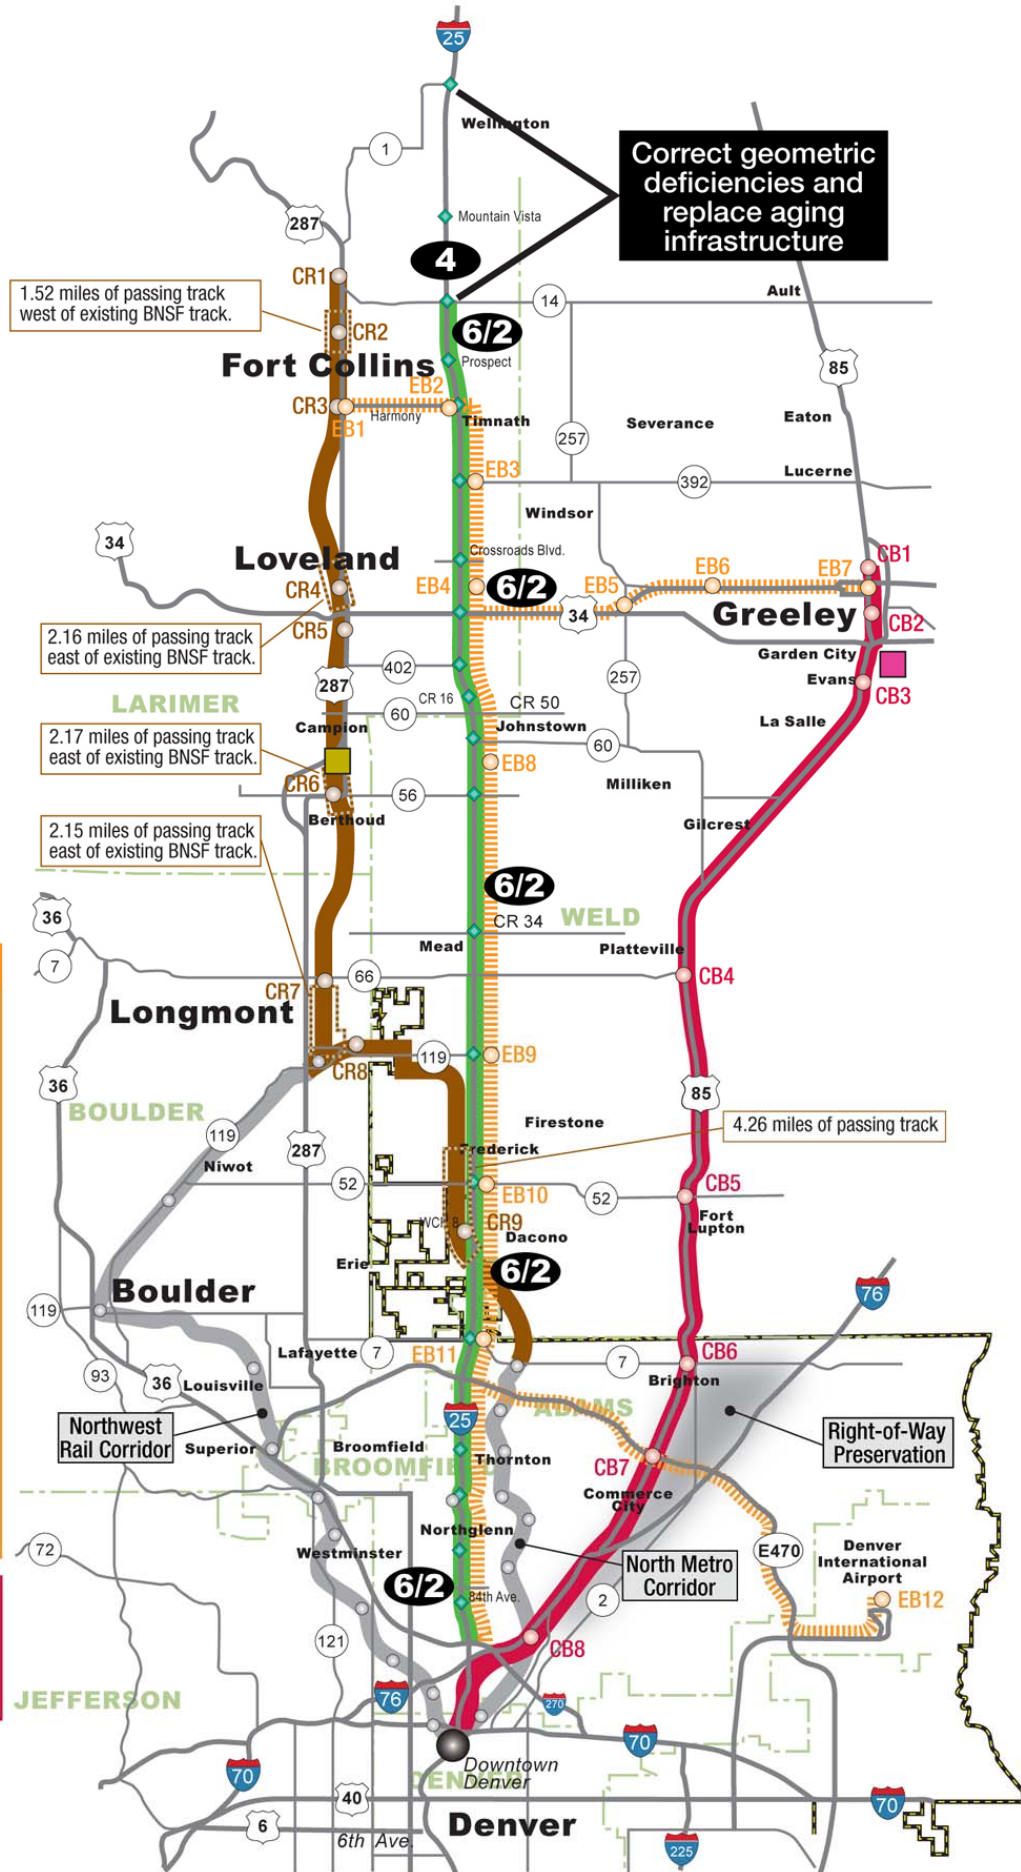 25
Wellington
1
Correct geometric
deficiencies and
replace aging
infrastructure
287
Mountain Vista
4
CR1
1.52 miles of passing track
west of existing BNSF track.
14
Ault
CR2
6/2
Fort Collins
Prospect
85
EB2
CR3
EB1
Harmony
Timnath
Eaton
Severance
257
EB3
Lucerne
392
Windsor
34
Loveland
Crossroads Blvd.
CB1
EB4
6/2
EB5
EB6
EB7
CR4
34
Greeley
CB2
CR5
2.16 miles of passing track
east of existing BNSF track.
402
Garden City
257
Evans
CB3
287
LARIMER
CR 16
CR 50
60
La Salle
Campion
Johnstown
60
2.17 miles of passing track
east of existing BNSF track.
EB8
CR6
56
Milliken
Berthoud
Gilcrest
2.15 miles of passing track
east of existing BNSF track.
6/2
36
CR 34
WELD
Mead
Platteville
7
66
CB4
CR7
Longmont
119
EB9
CR8
36
85
BOULDER
Firestone
4.26 miles of passing track
119
287
Frederick
Niwot
52
EB10
52
CB5
WCR 8
CR9
Fort
Lupton
Dacono
Erie
6/2
Boulder
76
119
Lafayette
7
EB11
7
CB6
93
36
Louisville
Brighton
25
ADAMS
Northwest
Rail Corridor
Superior
Broomfield
BROOMFIELD
Thornton
Right-of-Way
Preservation
CB7
Commerce
City
Northglenn
72
Westminster
E470
Denver
International
Airport
North Metro
Corridor
6/2
84th Ave.
2
EB12
121
CB8
JEFFERSON
76
270
70
70
Downtown
Denver
DENVER
40
70
6
6th Ave.
Denver
225